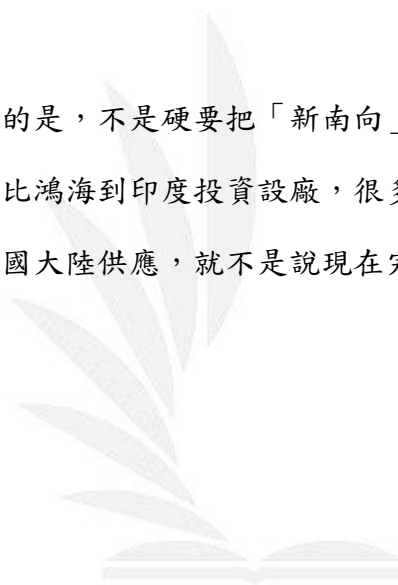 的是，不是硬要把「新南向」
比鴻海到印度投資設廠，很多
國大陸供應，就不是說現在完